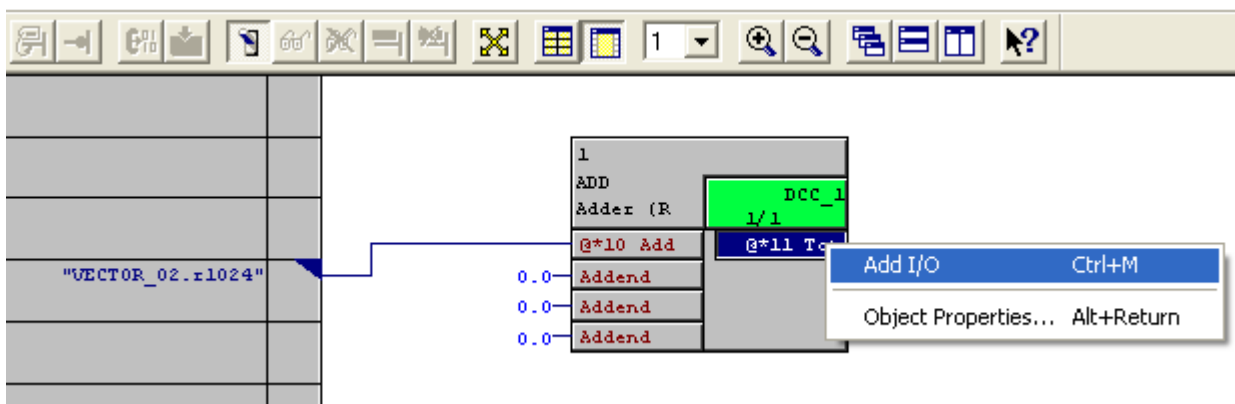 1
1
ADD
Adder (R
DCC_1
1/1
@*10 Add
@*11 To
"VECTOR_02.r1024"
0.0
Addend
0.0
Addend
0.0
Addend
Add I/O Ctrl+M
Object Properties... Alt+Return